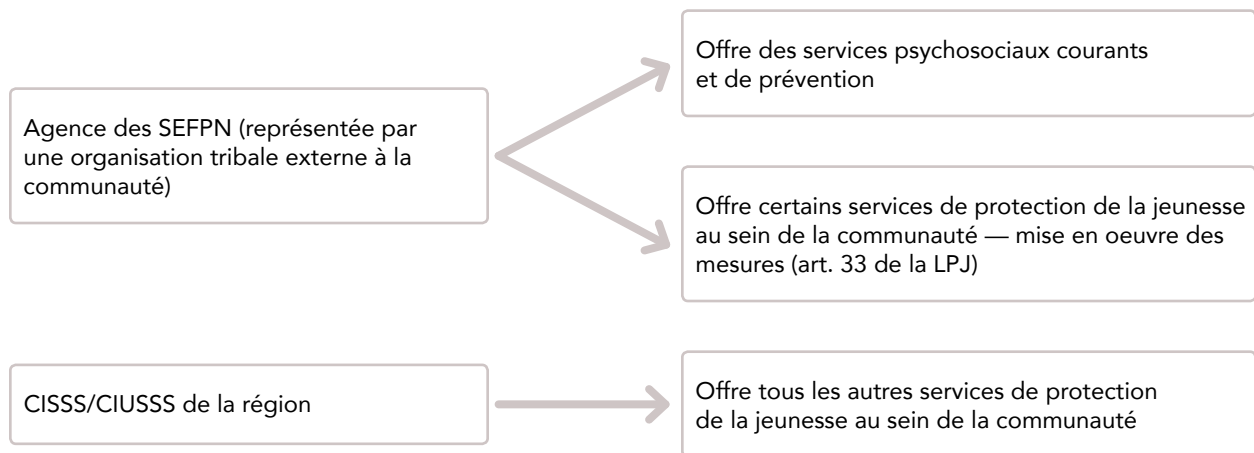 Agence des SEFPN (représentée par
une organisation tribale externe à la
communauté)
Offre des services psychosociaux courants
et de prévention
Offre certains services de protection de la jeunesse
au sein de la communauté — mise en oeuvre des
mesures (art. 33 de la LPJ)
CISSS/CIUSSS de la région
Offre tous les autres services de protection
de la jeunesse au sein de la communauté